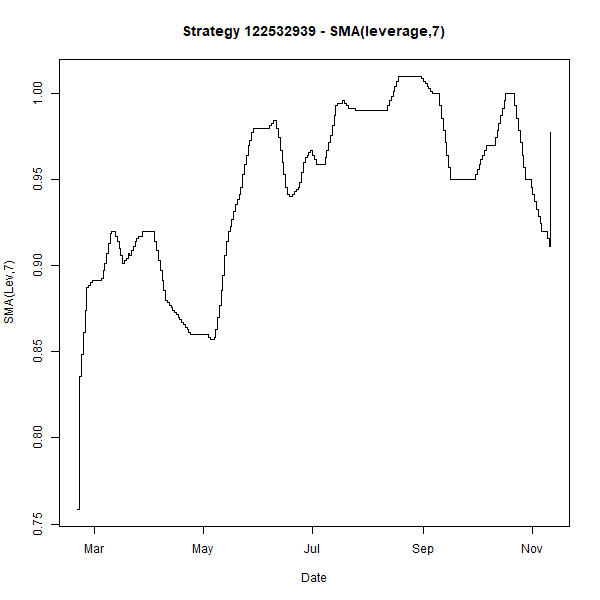 Strategy 122532939 - SMA(leverage,7)
SMA(Lev,7)
1.00
0.95
0.90
0.85
0.80
0.75
Mar May Jul Sep Nov
Date